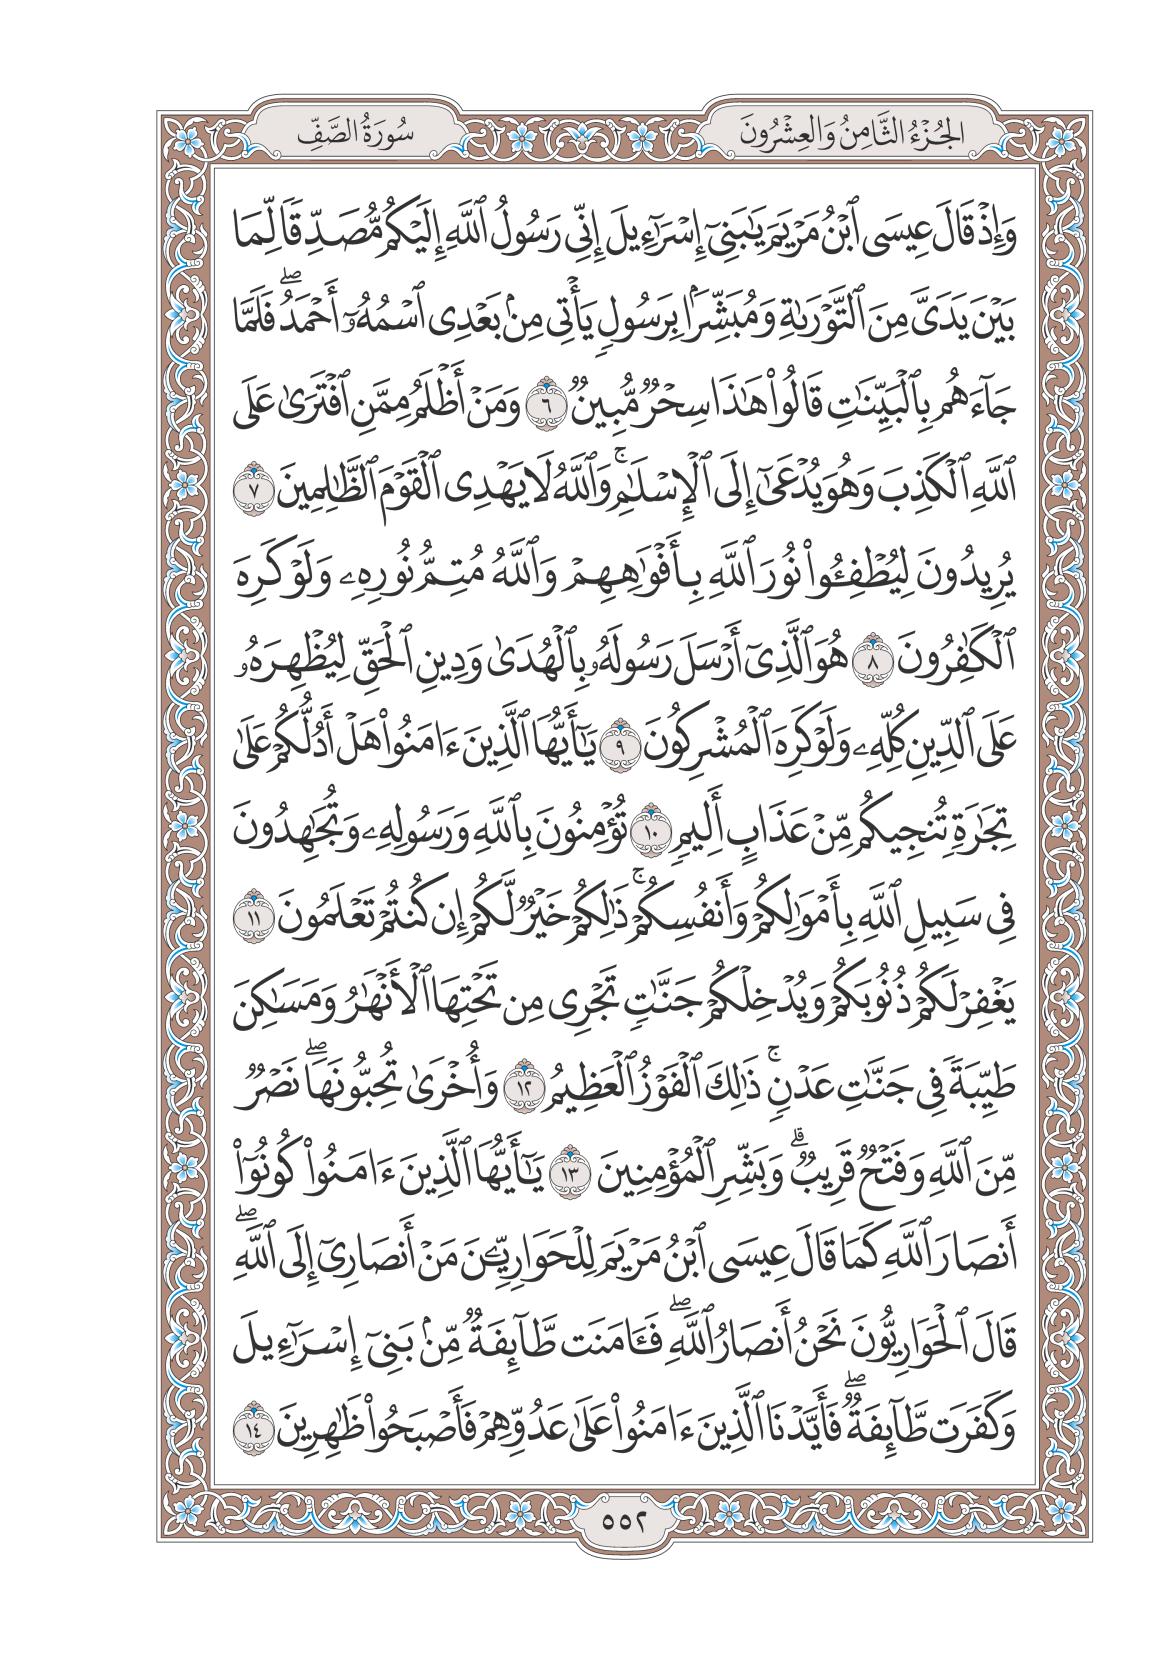 الجُزْءُ الثَّامِنُ وَالعِشْرُونَ
سُورَةُ الصَّفِّ
وَإِذْ قَالَ عِيسَى ٱبْنُ مَرْيَمَ يَٰبَنِىٓ إِسْرَٰٓءِيلَ إِنِّى رَسُولُ ٱللَّهِ إِلَيْكُم مُّصَدِّقًا لِّمَا
بَيْنَ يَدَىَّ مِنَ ٱلتَّوْرَىٰةِ وَمُبَشِّرًۢا بِرَسُولٍ يَأْتِى مِنۢ بَعْدِى ٱسْمُهُۥٓ أَحْمَدُ ۖ فَلَمَّا
جَآءَهُم بِٱلْبَيِّنَٰتِ قَالُوا۟ هَٰذَا سِحْرٌ مُّبِينٌ ٦ وَمَنْ أَظْلَمُ مِمَّنِ ٱفْتَرَىٰ عَلَى
ٱللَّهِ ٱلْكَذِبَ وَهُوَ يُدْعَىٰٓ إِلَى ٱلْإِسْلَٰمِ ۚ وَٱللَّهُ لَا يَهْدِى ٱلْقَوْمَ ٱلظَّٰلِمِينَ ٧
يُرِيدُونَ لِيُطْفِـُٔوا۟ نُورَ ٱللَّهِ بِأَفْوَٰهِهِمْ وَٱللَّهُ مُتِمُّ نُورِهِۦ وَلَوْ كَرِهَ
ٱلْكَٰفِرُونَ ٨ هُوَ ٱلَّذِىٓ أَرْسَلَ رَسُولَهُۥ بِٱلْهُدَىٰ وَدِينِ ٱلْحَقِّ لِيُظْهِرَهُۥ
عَلَى ٱلدِّينِ كُلِّهِۦ وَلَوْ كَرِهَ ٱلْمُشْرِكُونَ ٩ يَٰٓأَيُّهَا ٱلَّذِينَ ءَامَنُوا۟ هَلْ أَدُلُّكُمْ عَلَىٰ
تِجَٰرَةٍ تُنجِيكُم مِّنْ عَذَابٍ أَلِيمٍ ١٠ تُؤْمِنُونَ بِٱللَّهِ وَرَسُولِهِۦ وَتُجَٰهِدُونَ
فِى سَبِيلِ ٱللَّهِ بِأَمْوَٰلِكُمْ وَأَنفُسِكُمْ ۚ ذَٰلِكُمْ خَيْرٌ لَّكُمْ إِن كُنتُمْ تَعْلَمُونَ ١١
يَغْفِرْ لَكُمْ ذُنُوبَكُمْ وَيُدْخِلْكُمْ جَنَّٰتٍ تَجْرِى مِن تَحْتِهَا ٱلْأَنْهَٰرُ وَمَسَٰكِنَ
طَيِّبَةً فِى جَنَّٰتِ عَدْنٍ ۚ ذَٰلِكَ ٱلْفَوْزُ ٱلْعَظِيمُ ١٢ وَأُخْرَىٰ تُحِبُّونَهَا ۖ نَصْرٌ
مِّنَ ٱللَّهِ وَفَتْحٌ قَرِيبٌ ۗ وَبَشِّرِ ٱلْمُؤْمِنِينَ ١٣ يَٰٓأَيُّهَا ٱلَّذِينَ ءَامَنُوا۟ كُونُوٓا۟
أَنصَارَ ٱللَّهِ كَمَا قَالَ عِيسَى ٱبْنُ مَرْيَمَ لِلْحَوَارِيِّـۧنَ مَنْ أَنصَارِىٓ إِلَى ٱللَّهِ ۖ
قَالَ ٱلْحَوَارِيُّونَ نَحْنُ أَنصَارُ ٱللَّهِ ۖ فَـَٔامَنَت طَّآئِفَةٌ مِّنۢ بَنِىٓ إِسْرَٰٓءِيلَ
وَكَفَرَت طَّآئِفَةٌ ۖ فَأَيَّدْنَا ٱلَّذِينَ ءَامَنُوا۟ عَلَىٰ عَدُوِّهِمْ فَأَصْبَحُوا۟ ظَٰهِرِينَ ١٤
٥٥٢